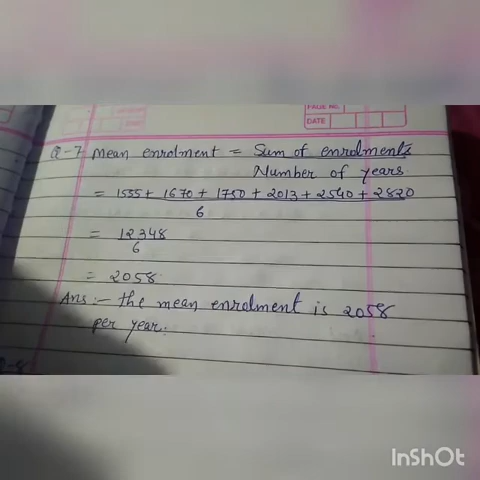 PAGE NO.
DATE
Q-7 Mean enrolment = Sum of enrolments
Number of years
= 1555 + 1670 + 1750 + 2013 + 2540 + 2820
6
= 12348
6
= 2058
Ans :- the mean enrolment is 2058
per year.
InShOt